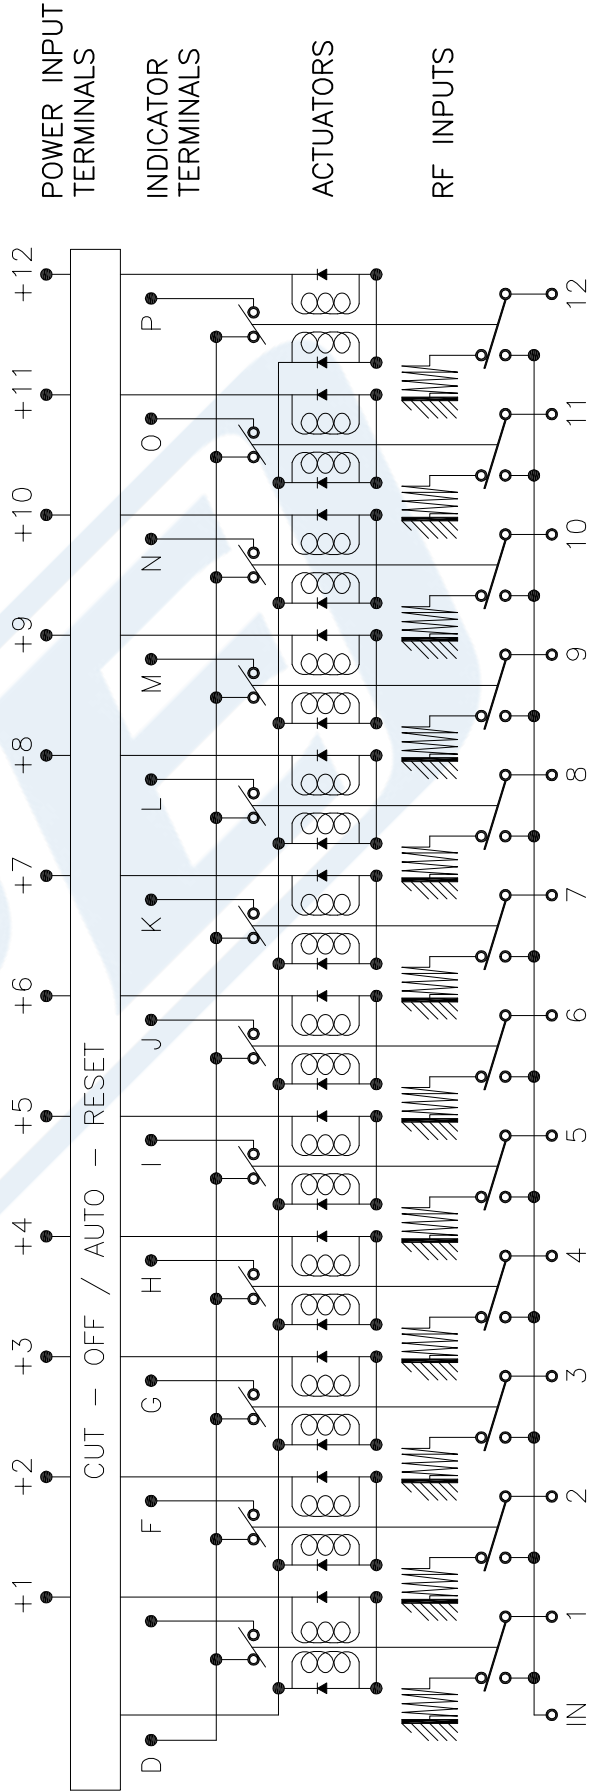 +1 +2 +3 +4 +5 +6 +7 +8 +9 +10 +11 +12
POWER INPUT
TERMINALS
CUT - OFF / AUTO - RESET
D F G H I J K L M N O P
INDICATOR
TERMINALS
ACTUATORS
RF INPUTS
IN 1 2 3 4 5 6 7 8 9 10 11 12